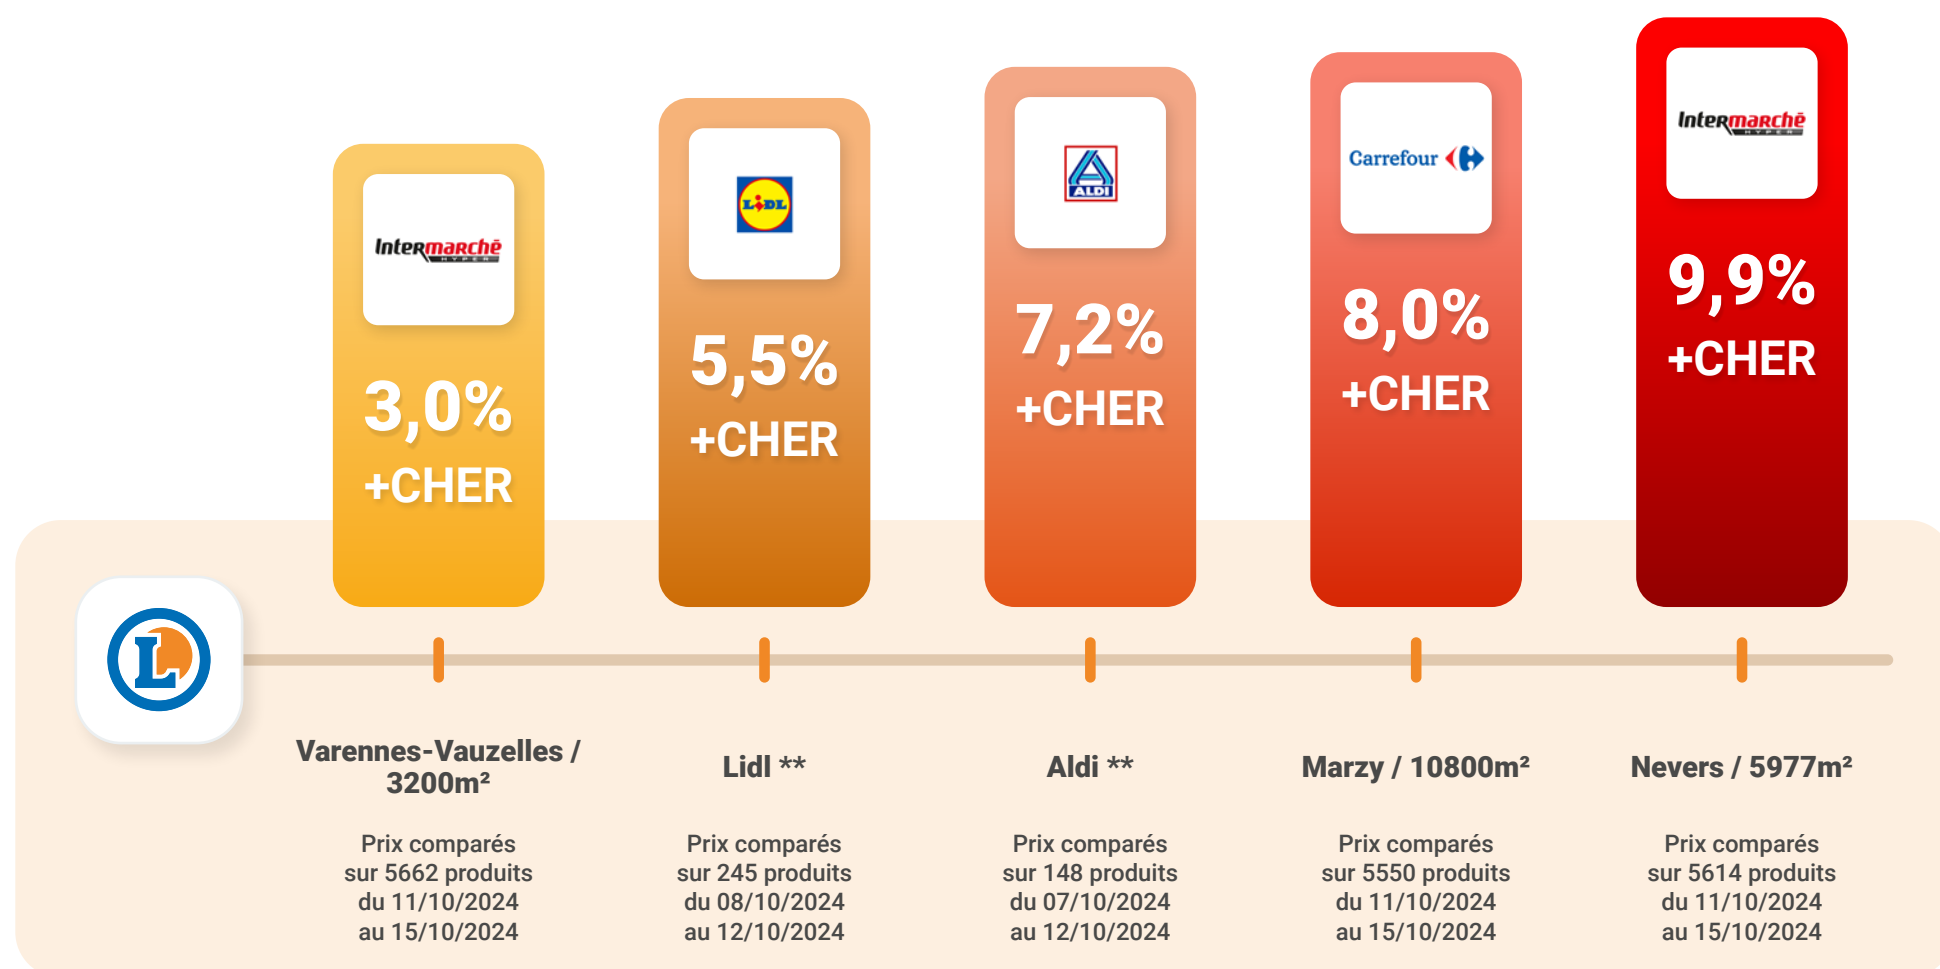 Intermarchē
HYPER
3,0%
+CHER
LIDL
5,5%
+CHER
ALDI
7,2%
+CHER
Carrefour
8,0%
+CHER
Intermarchē
HYPER
9,9%
+CHER
L
Varennes-Vauzelles /
3200m²
Prix comparés
sur 5662 produits
du 11/10/2024
au 15/10/2024
Lidl **
Prix comparés
sur 245 produits
du 08/10/2024
au 12/10/2024
Aldi **
Prix comparés
sur 148 produits
du 07/10/2024
au 12/10/2024
Marzy / 10800m²
Prix comparés
sur 5550 produits
du 11/10/2024
au 15/10/2024
Nevers / 5977m²
Prix comparés
sur 5614 produits
du 11/10/2024
au 15/10/2024